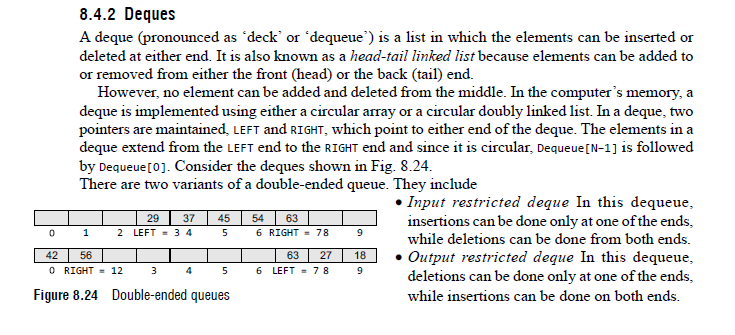 8.4.2 Deques
A deque (pronounced as ‘deck’ or ‘dequeue’) is a list in which the elements can be inserted or
deleted at either end. It is also known as a head-tail linked list because elements can be added to
or removed from either the front (head) or the back (tail) end.
However, no element can be added and deleted from the middle. In the computer’s memory, a
deque is implemented using either a circular array or a circular doubly linked list. In a deque, two
pointers are maintained, LEFT and RIGHT, which point to either end of the deque. The elements in a
deque extend from the LEFT end to the RIGHT end and since it is circular, Dequeue[N–1] is followed
by Dequeue[0]. Consider the deques shown in Fig. 8.24.
There are two variants of a double-ended queue. They include
29 37 45 54 63
0 1 2 LEFT = 3 4 5 6 RIGHT = 7 8 9
42 56 63 27 18
0 RIGHT = 1 2 3 4 5 6 LEFT = 7 8 9
Figure 8.24 Double-ended queues
• Input restricted deque In this dequeue,
insertions can be done only at one of the ends,
while deletions can be done from both ends.
• Output restricted deque In this dequeue,
deletions can be done only at one of the ends,
while insertions can be done on both ends.